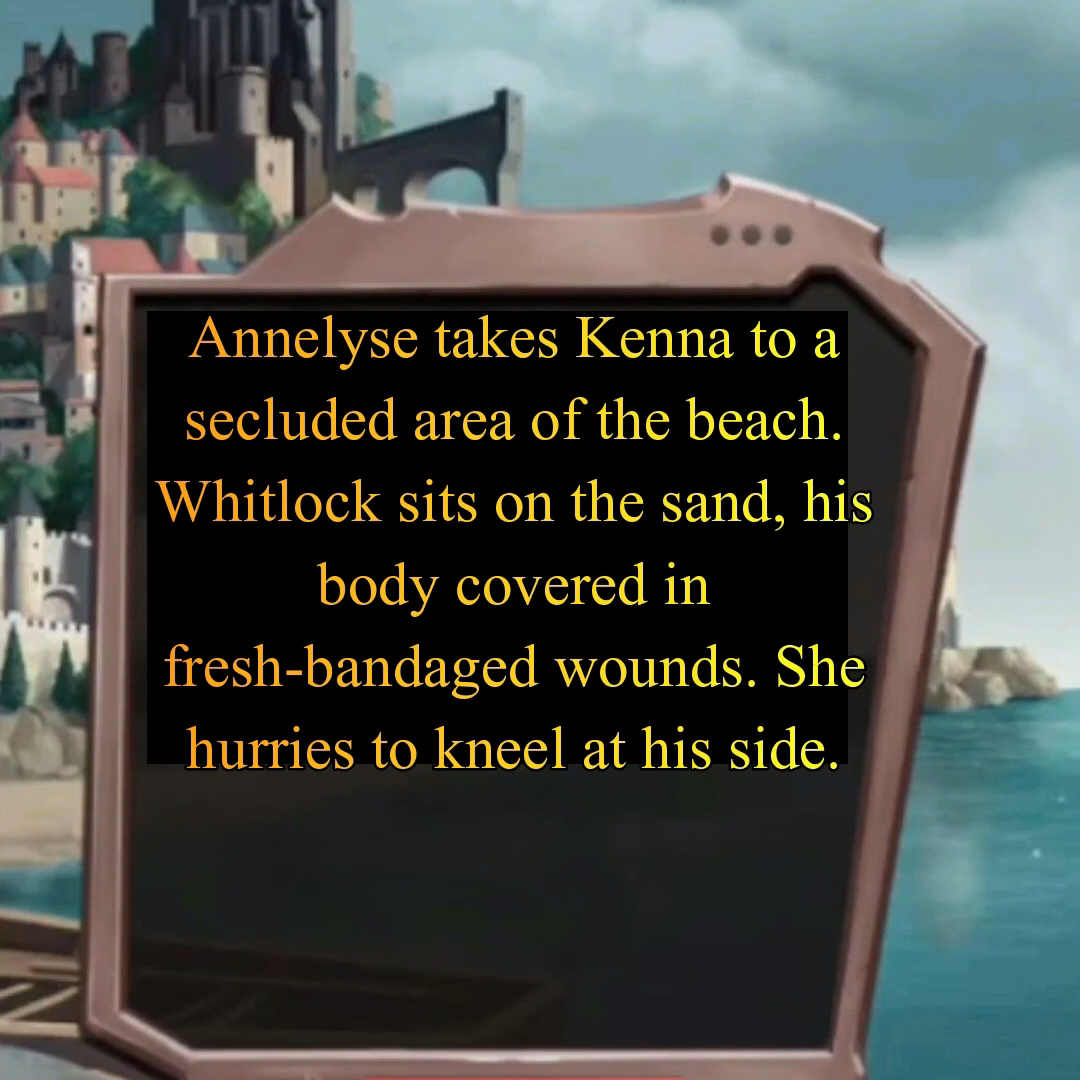 Annelyse takes Kenna to a
secluded area of the beach.
Whitlock sits on the sand, his
body covered in
fresh-bandaged wounds. She
hurries to kneel at his side.